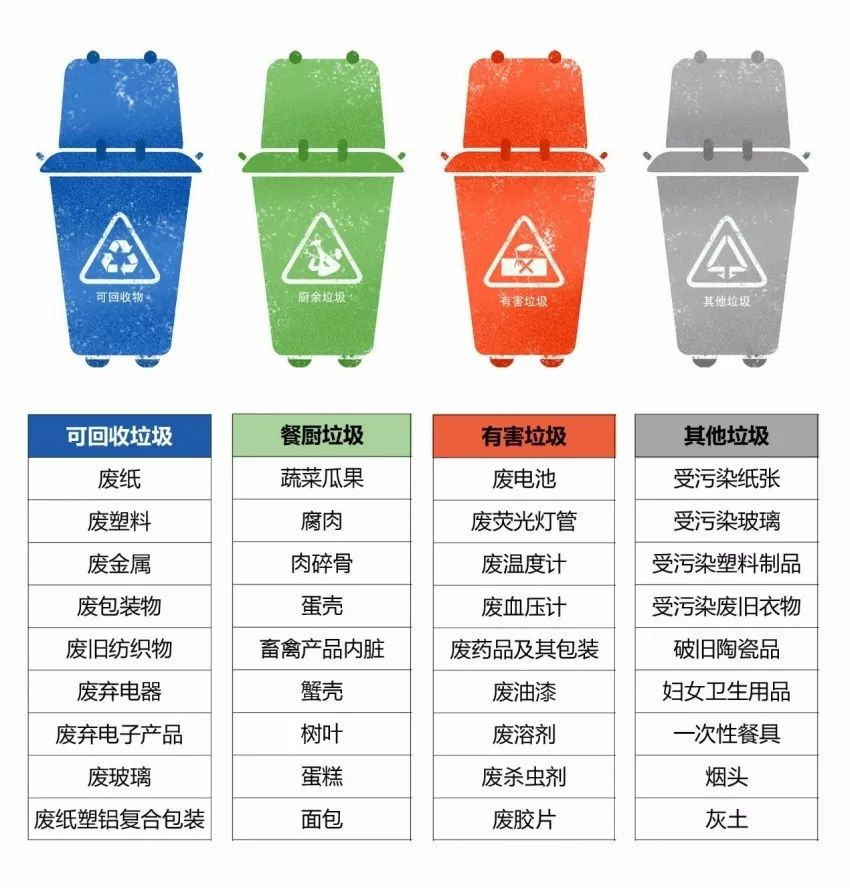 可回收物
厨余垃圾
有害垃圾
其他垃圾
可回收垃圾 餐厨垃圾 有害垃圾 其他垃圾
废纸 蔬菜瓜果 废电池 受污染纸张
废塑料 腐肉 废荧光灯管 受污染玻璃
废金属 肉碎骨 废温度计 受污染塑料制品
废包装物 蛋壳 废血压计 受污染废旧衣物
废旧纺织物 畜禽产品内脏 废药品及其包装 破旧陶瓷品
废弃电器 蟹壳 废油漆 妇女卫生用品
废弃电子产品 树叶 废溶剂 一次性餐具
废玻璃 蛋糕 废杀虫剂 烟头
废纸塑铝复合包装 面包 废胶片 灰土